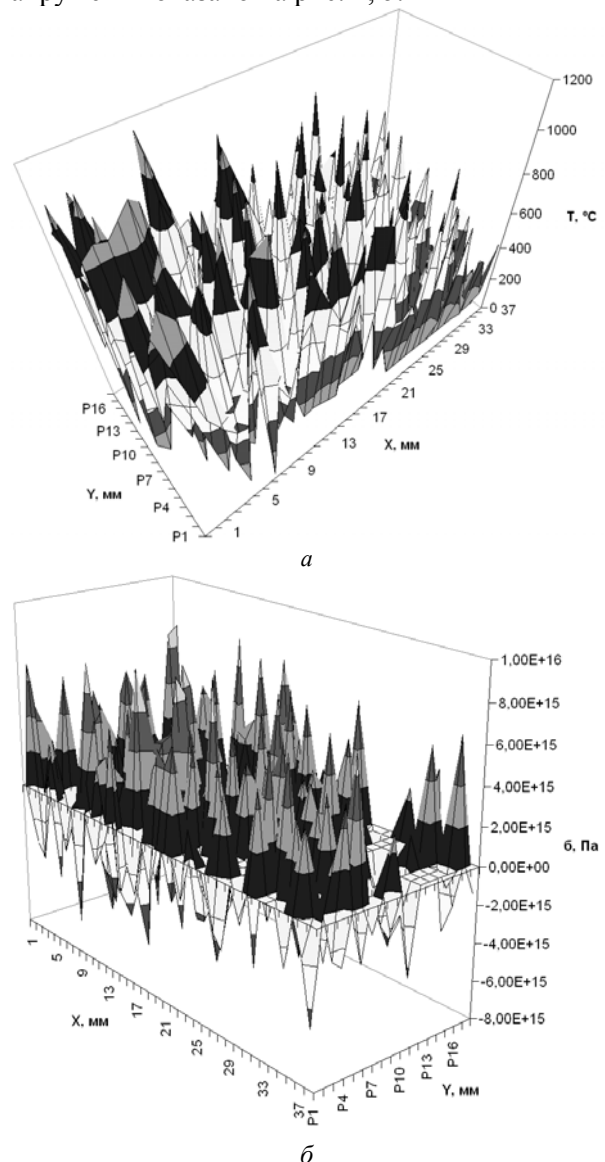 1200
1000
800
T, °C
600
400
200
0 37
33
29
25
21
17
X, мм
13
9
5
1
P16
P13
P10
P7
Y, мм
P4
P1
а
1,00E+16
8,00E+15
6,00E+15
4,00E+15
2,00E+15
б, Па
0,00E+00
-2,00E+15
-4,00E+15
-6,00E+15
-8,00E+15
1
5
9
13
X, мм
17
21
25
29
33
37
P1
P4
P7
P10
Y, мм
P13
P16
б